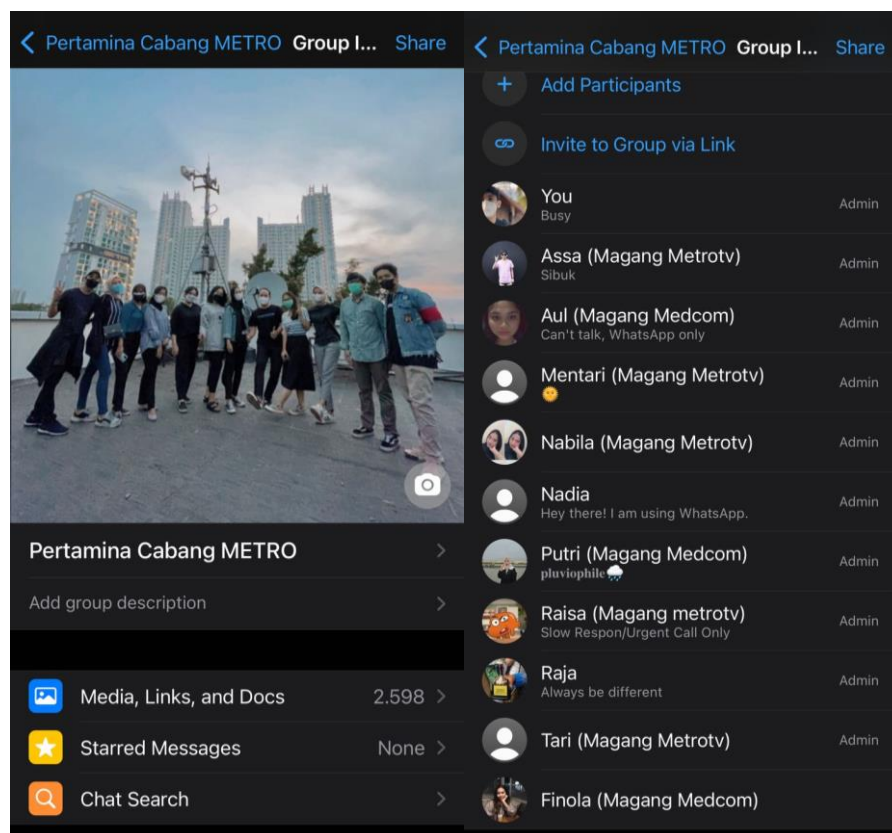 Pertamina Cabang METRO Group I... Share
Pertamina Cabang METRO
Add group description
Media, Links, and Docs 2.598
Starred Messages None
Chat Search
Pertamina Cabang METRO Group I... Share
Add Participants
Invite to Group via Link
You Admin
Busy
Assa (Magang Metrotv) Admin
Sibuk
Aul (Magang Medcom) Admin
Can't talk, WhatsApp only
Mentari (Magang Metrotv) Admin
🌞
Nabila (Magang Metrotv) Admin
Nadia Admin
Hey there! I am using WhatsApp.
Putri (Magang Medcom) Admin
pluviophile🌧️
Raisa (Magang metrotv) Admin
Slow Respon/Urgent Call Only
Raja Admin
Always be different
Tari (Magang Metrotv) Admin
Finola (Magang Medcom)